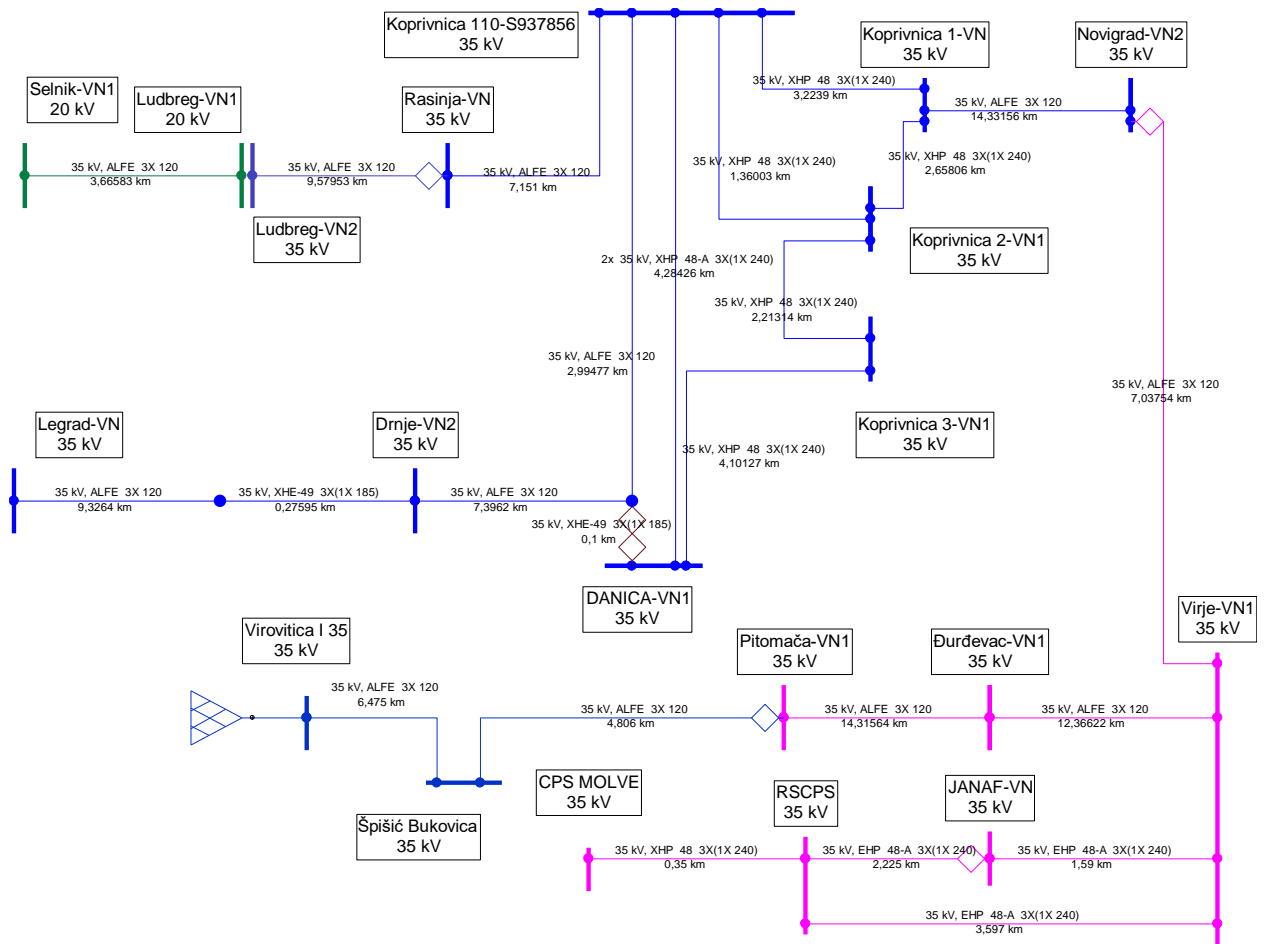 Koprivnica 110-S937856
35 kV
Koprivnica 1-VN
35 kV
Novigrad-VN2
35 kV
Selnik-VN1
20 kV
Ludbreg-VN1
20 kV
Rasinja-VN
35 kV
35 kV, XHP 48 3X(1X 240)
3,2239 km
35 kV, ALFE 3X 120
14,33156 km
35 kV, ALFE 3X 120
3,66583 km
35 kV, ALFE 3X 120
9,57953 km
35 kV, ALFE 3X 120
7,151 km
35 kV, XHP 48 3X(1X 240)
1,36003 km
35 kV, XHP 48 3X(1X 240)
2,65806 km
Ludbreg-VN2
35 kV
Koprivnica 2-VN1
35 kV
2x 35 kV, XHP 48-A 3X(1X 240)
4,28426 km
35 kV, XHP 48 3X(1X 240)
2,21314 km
35 kV, ALFE 3X 120
2,99477 km
35 kV, ALFE 3X 120
7,03754 km
Legrad-VN
35 kV
Drnje-VN2
35 kV
Koprivnica 3-VN1
35 kV
35 kV, XHP 48 3X(1X 240)
4,10127 km
35 kV, ALFE 3X 120
9,3264 km
35 kV, XHE-49 3X(1X 185)
0,27595 km
35 kV, ALFE 3X 120
7,3962 km
35 kV, XHE-49 3X(1X 185)
0,1 km
DANICA-VN1
35 kV
Virje-VN1
35 kV
Virovitica I 35
35 kV
Pitomača-VN1
35 kV
Đurđevac-VN1
35 kV
35 kV, ALFE 3X 120
6,475 km
35 kV, ALFE 3X 120
4,806 km
35 kV, ALFE 3X 120
14,31564 km
35 kV, ALFE 3X 120
12,36622 km
CPS MOLVE
35 kV
RSCPS
35 kV
JANAF-VN
35 kV
Špišić Bukovica
35 kV
35 kV, XHP 48 3X(1X 240)
0,35 km
35 kV, EHP 48-A 3X(1X 240)
2,225 km
35 kV, EHP 48-A 3X(1X 240)
1,59 km
35 kV, EHP 48-A 3X(1X 240)
3,597 km